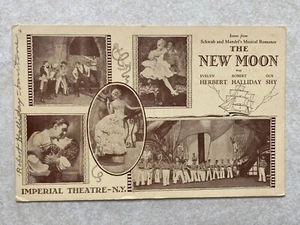 Scenes from
Schwab and Mandel's Musical Romance
THE
NEW MOON
EVELYN ROBERT GUS
HERBERT HALLIDAY SHY
Robert Halliday - baritone
IMPERIAL THEATRE-N.Y.